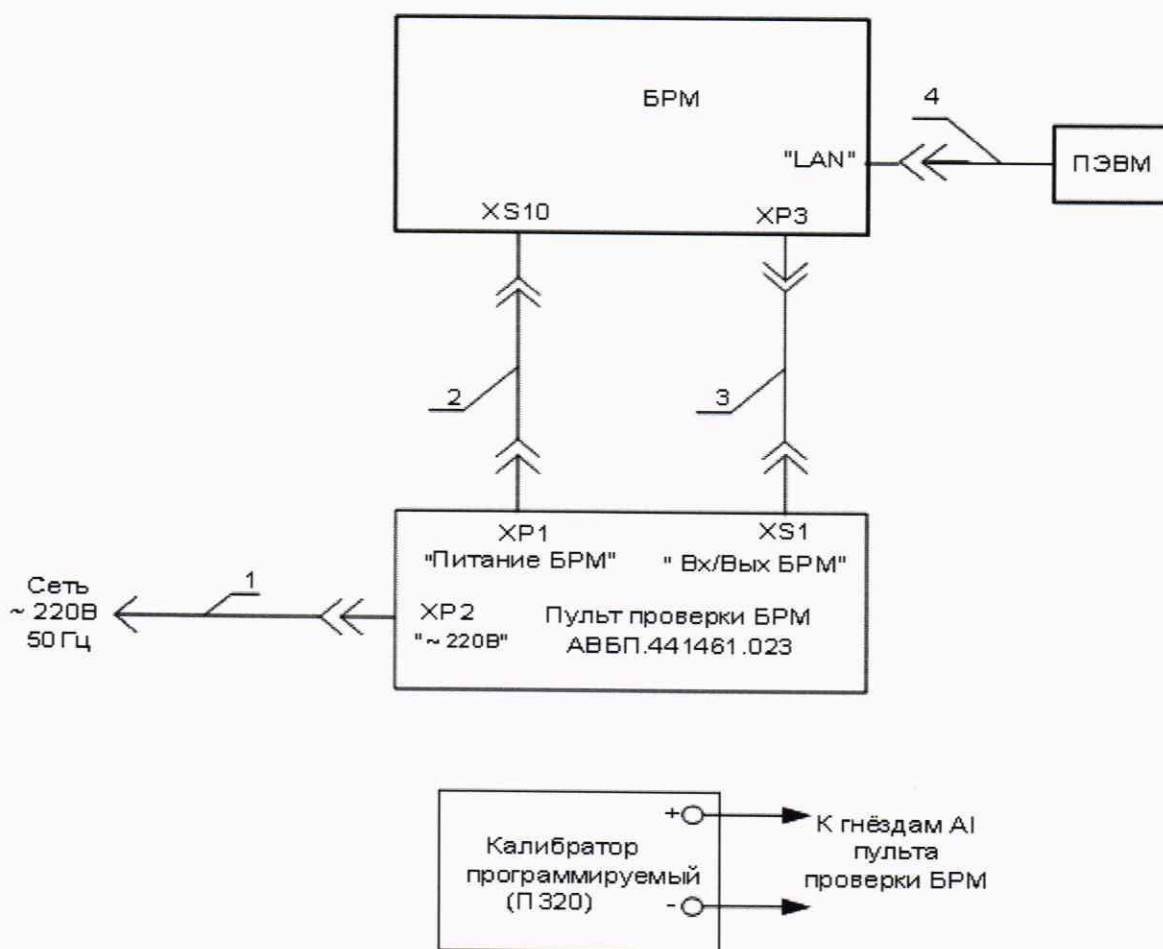 БРМ
4
"LAN"
ПЭВМ
XS10
XP3
2
3
XP1
XS1
"Питание БРМ"
" Вх/Вых БРМ"
Сеть
~ 220В
50 Гц
1
XP2
"~ 220В"
Пульт проверки БРМ
АВБП.441461.023
+
-
Калибратор
программируемый
(П 320)
К гнёздам AI
пульта
проверки БРМ